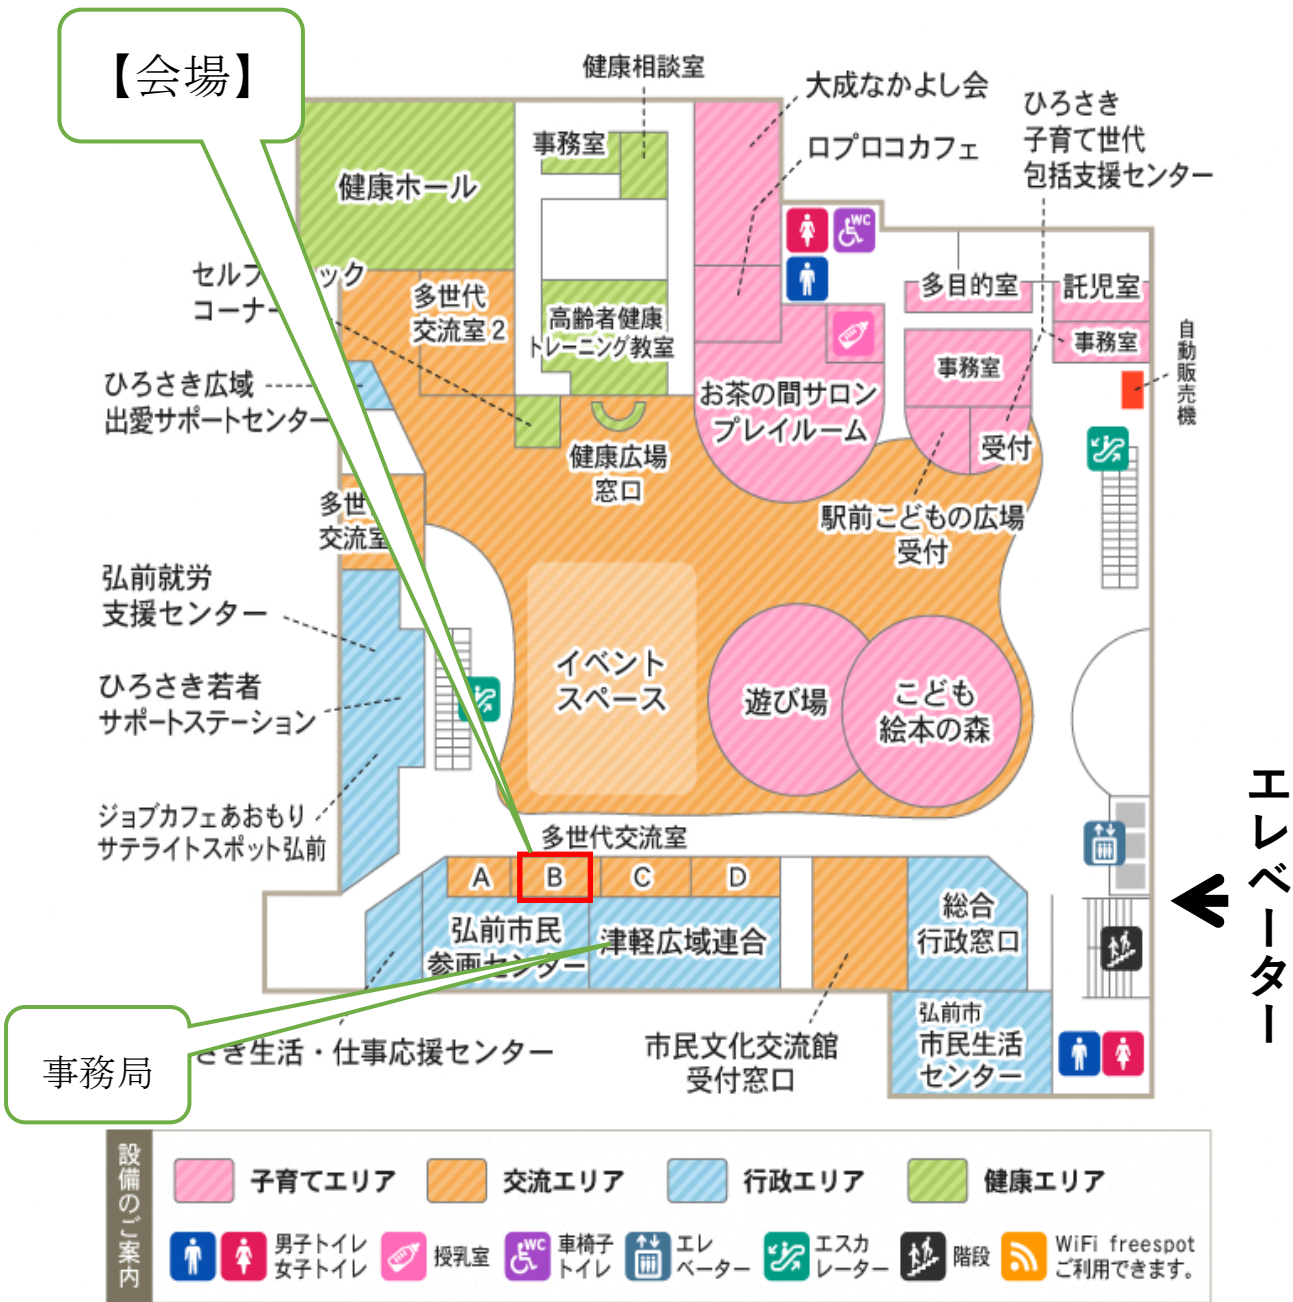 【会場】
健康相談室
大成なかよし会
ロプロコカフェ
ひろさき
子育て世代
包括支援センター
事務室
健康ホール
セルフ
ック
コーナー
多世代
交流室2
高齢者健康
トレーニング教室
多目的室
託児室
事務室
事務室
自動販売機
ひろさき広域
出愛サポートセンター
お茶の間サロン
プレイルーム
受付
健康広場
窓口
多世
交流室
駅前こどもの広場
受付
弘前就労
支援センター
イベント
スペース
遊び場
こども
絵本の森
ひろさき若者
サポートステーション
ジョブカフェあおもり
サテライトスポット弘前
多世代交流室
A
B
C
D
エレベーター
弘前市民
参画センター
津軽広域連合
総合
行政窓口
事務局
さき生活・仕事応援センター
市民文化交流館
受付窓口
弘前市
市民生活
センター
設備のご案内
子育てエリア
交流エリア
行政エリア
健康エリア
男子トイレ
女子トイレ
授乳室
WC
車椅子
トイレ
エレ
ベーター
エスカ
レーター
階段
WiFi freespot
ご利用できます。
WC